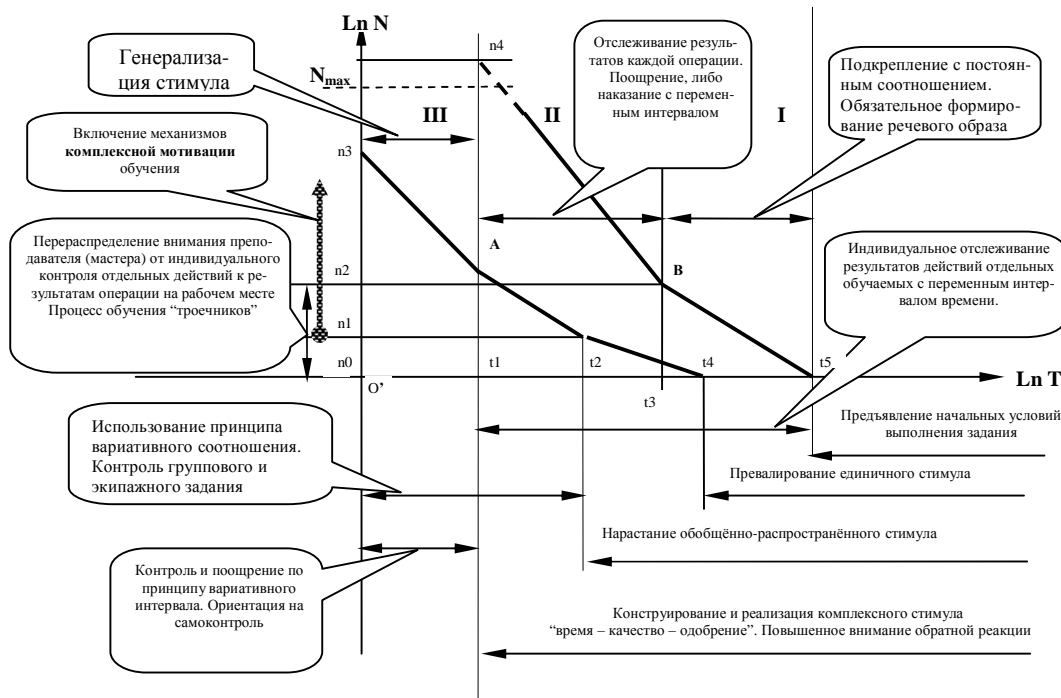 Ln N
n4
Отслеживание резуль-
татов каждой операции.
Поощрение, либо
наказание с перемен-
ным интервалом
Генерализа-
ция стимула
Nmax
Подкрепление с постоян-
ным соотношением.
Обязательное формиро-
вание речевого образа
III
II
I
Включение механизмов
комплексной мотивации
обучения
n3
Перераспределение внимания препо-
давателя (мастера) от индивидуального
контроля отдельных действий к ре-
зультатам операции на рабочем месте
Процесс обучения “троечников”
A
B
Индивидуальное отслеживание
результатов действий отдельных
обучаемых с переменным интер-
валом времени.
n2
n1
n0
t1
t2
t4
t5
O’
t3
Ln T
Использование принципа
вариативного соотношения.
Контроль группового и
экипажного задания
Предъявление начальных условий
выполнения задания
Превалирование единичного стимула
Нарастание обобщённо-распространённого стимула
Контроль и поощрение по
принципу вариативного
интервала. Ориентация на
самоконтроль
Конструирование и реализация комплексного стимула
“время – качество – одобрение”. Повышенное внимание обратной реакции